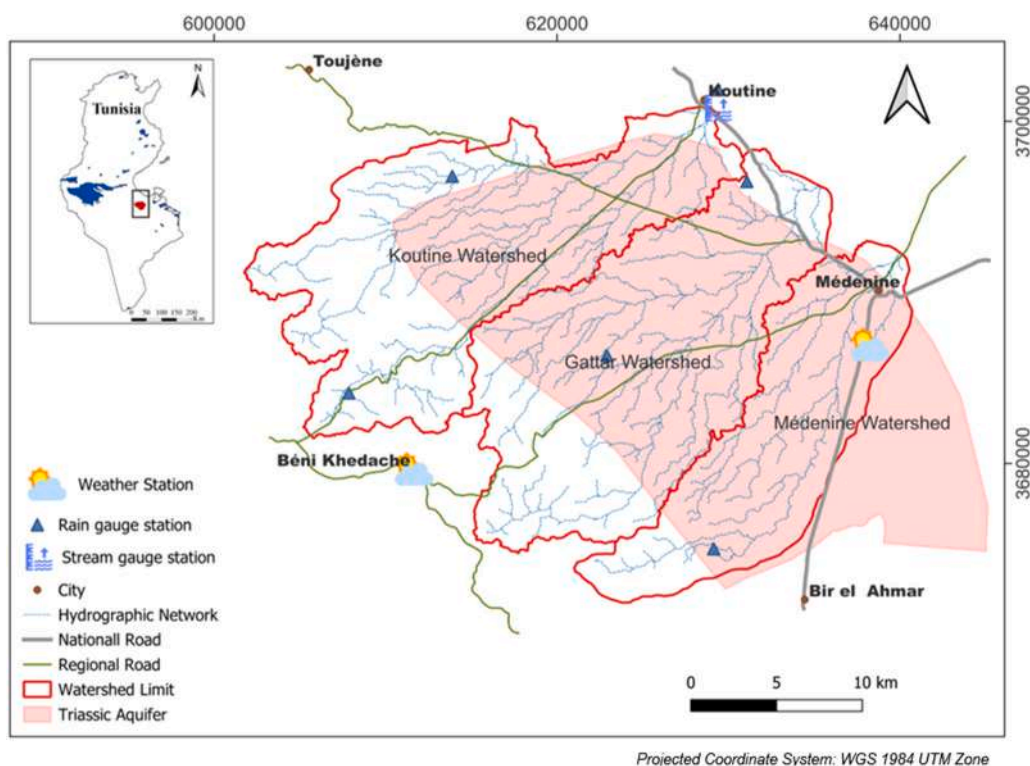 600000
620000
640000
Toujène
Koutine
3700000
N
Tunisia
0 50 100 150 200
Km
Koutine Watershed
Médenine
Gattar Watershed
Médenine Watershed
Béni Khedache
3680000
Bir el Ahmar
Weather Station
Rain gauge station
Stream gauge station
City
Hydrographic Network
Nationall Road
Regional Road
Watershed Limit
Triassic Aquifer
0 5 10 km
Projected Coordinate System: WGS 1984 UTM Zone